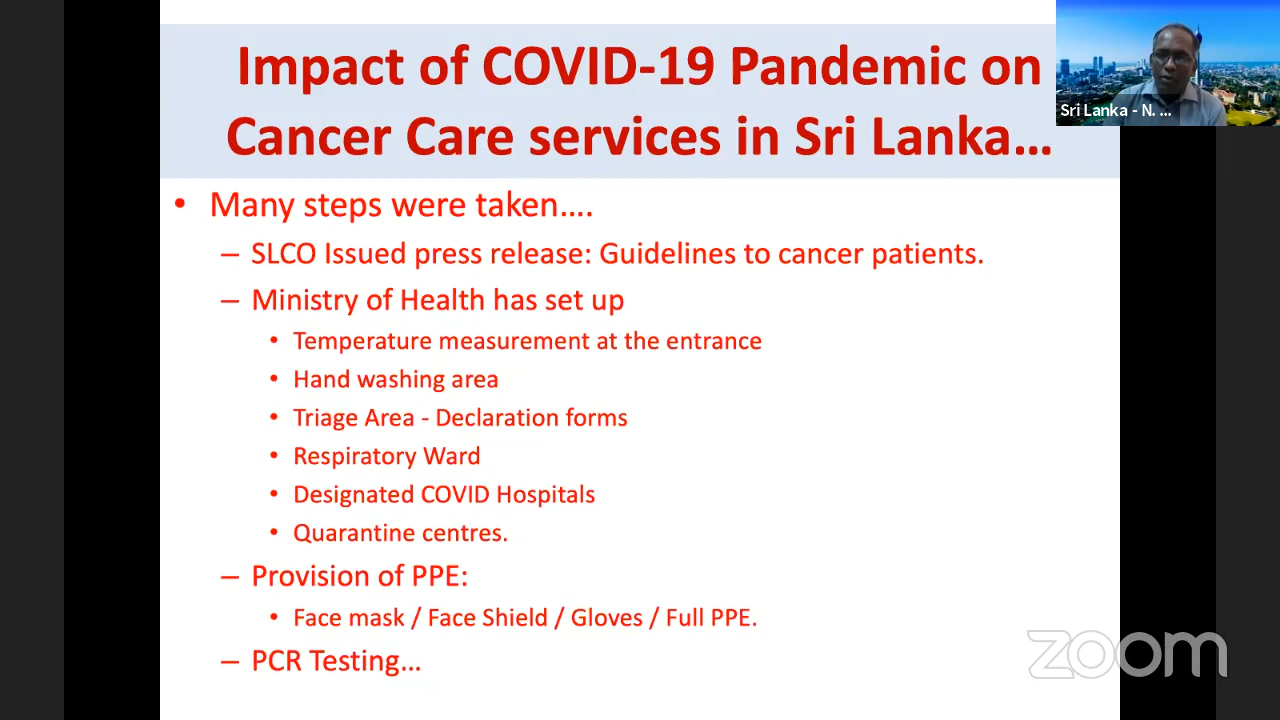 Impact of COVID-19 Pandemic on
Cancer Care services in Sri Lanka...
Sri Lanka - N. ...
• Many steps were taken....
– SLCO Issued press release: Guidelines to cancer patients.
– Ministry of Health has set up
• Temperature measurement at the entrance
• Hand washing area
• Triage Area - Declaration forms
• Respiratory Ward
• Designated COVID Hospitals
• Quarantine centres.
– Provision of PPE:
• Face mask / Face Shield / Gloves / Full PPE.
– PCR Testing...
zoom